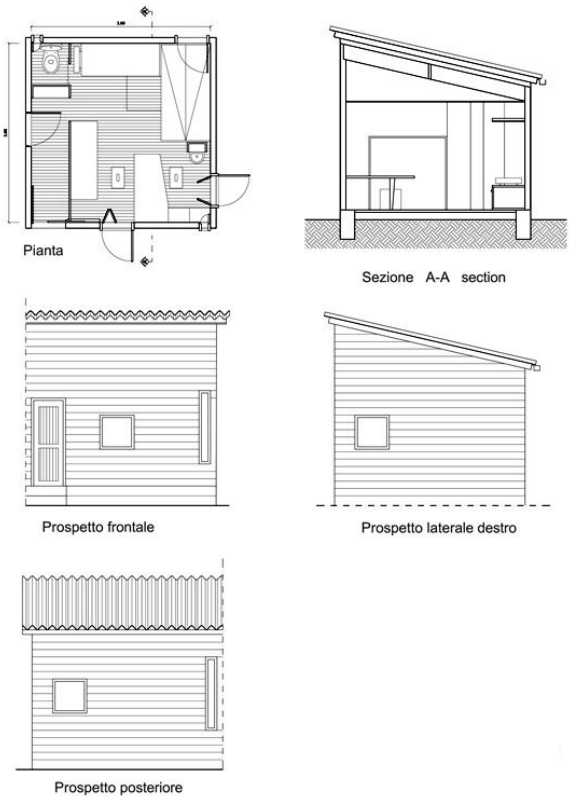 Pianta
Sezione A-A section
Prospetto frontale
Prospetto laterale destro
Prospetto posteriore